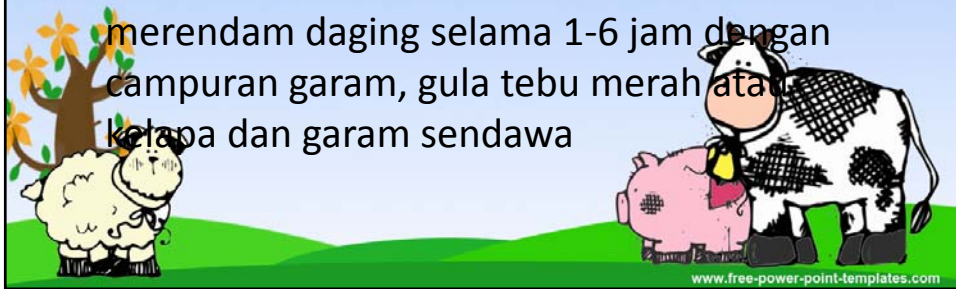 merendam daging selama 1-6 jam dengan
campuran garam, gula tebu merah atau
kelapa dan garam sendawa
www.free-power-point-templates.com